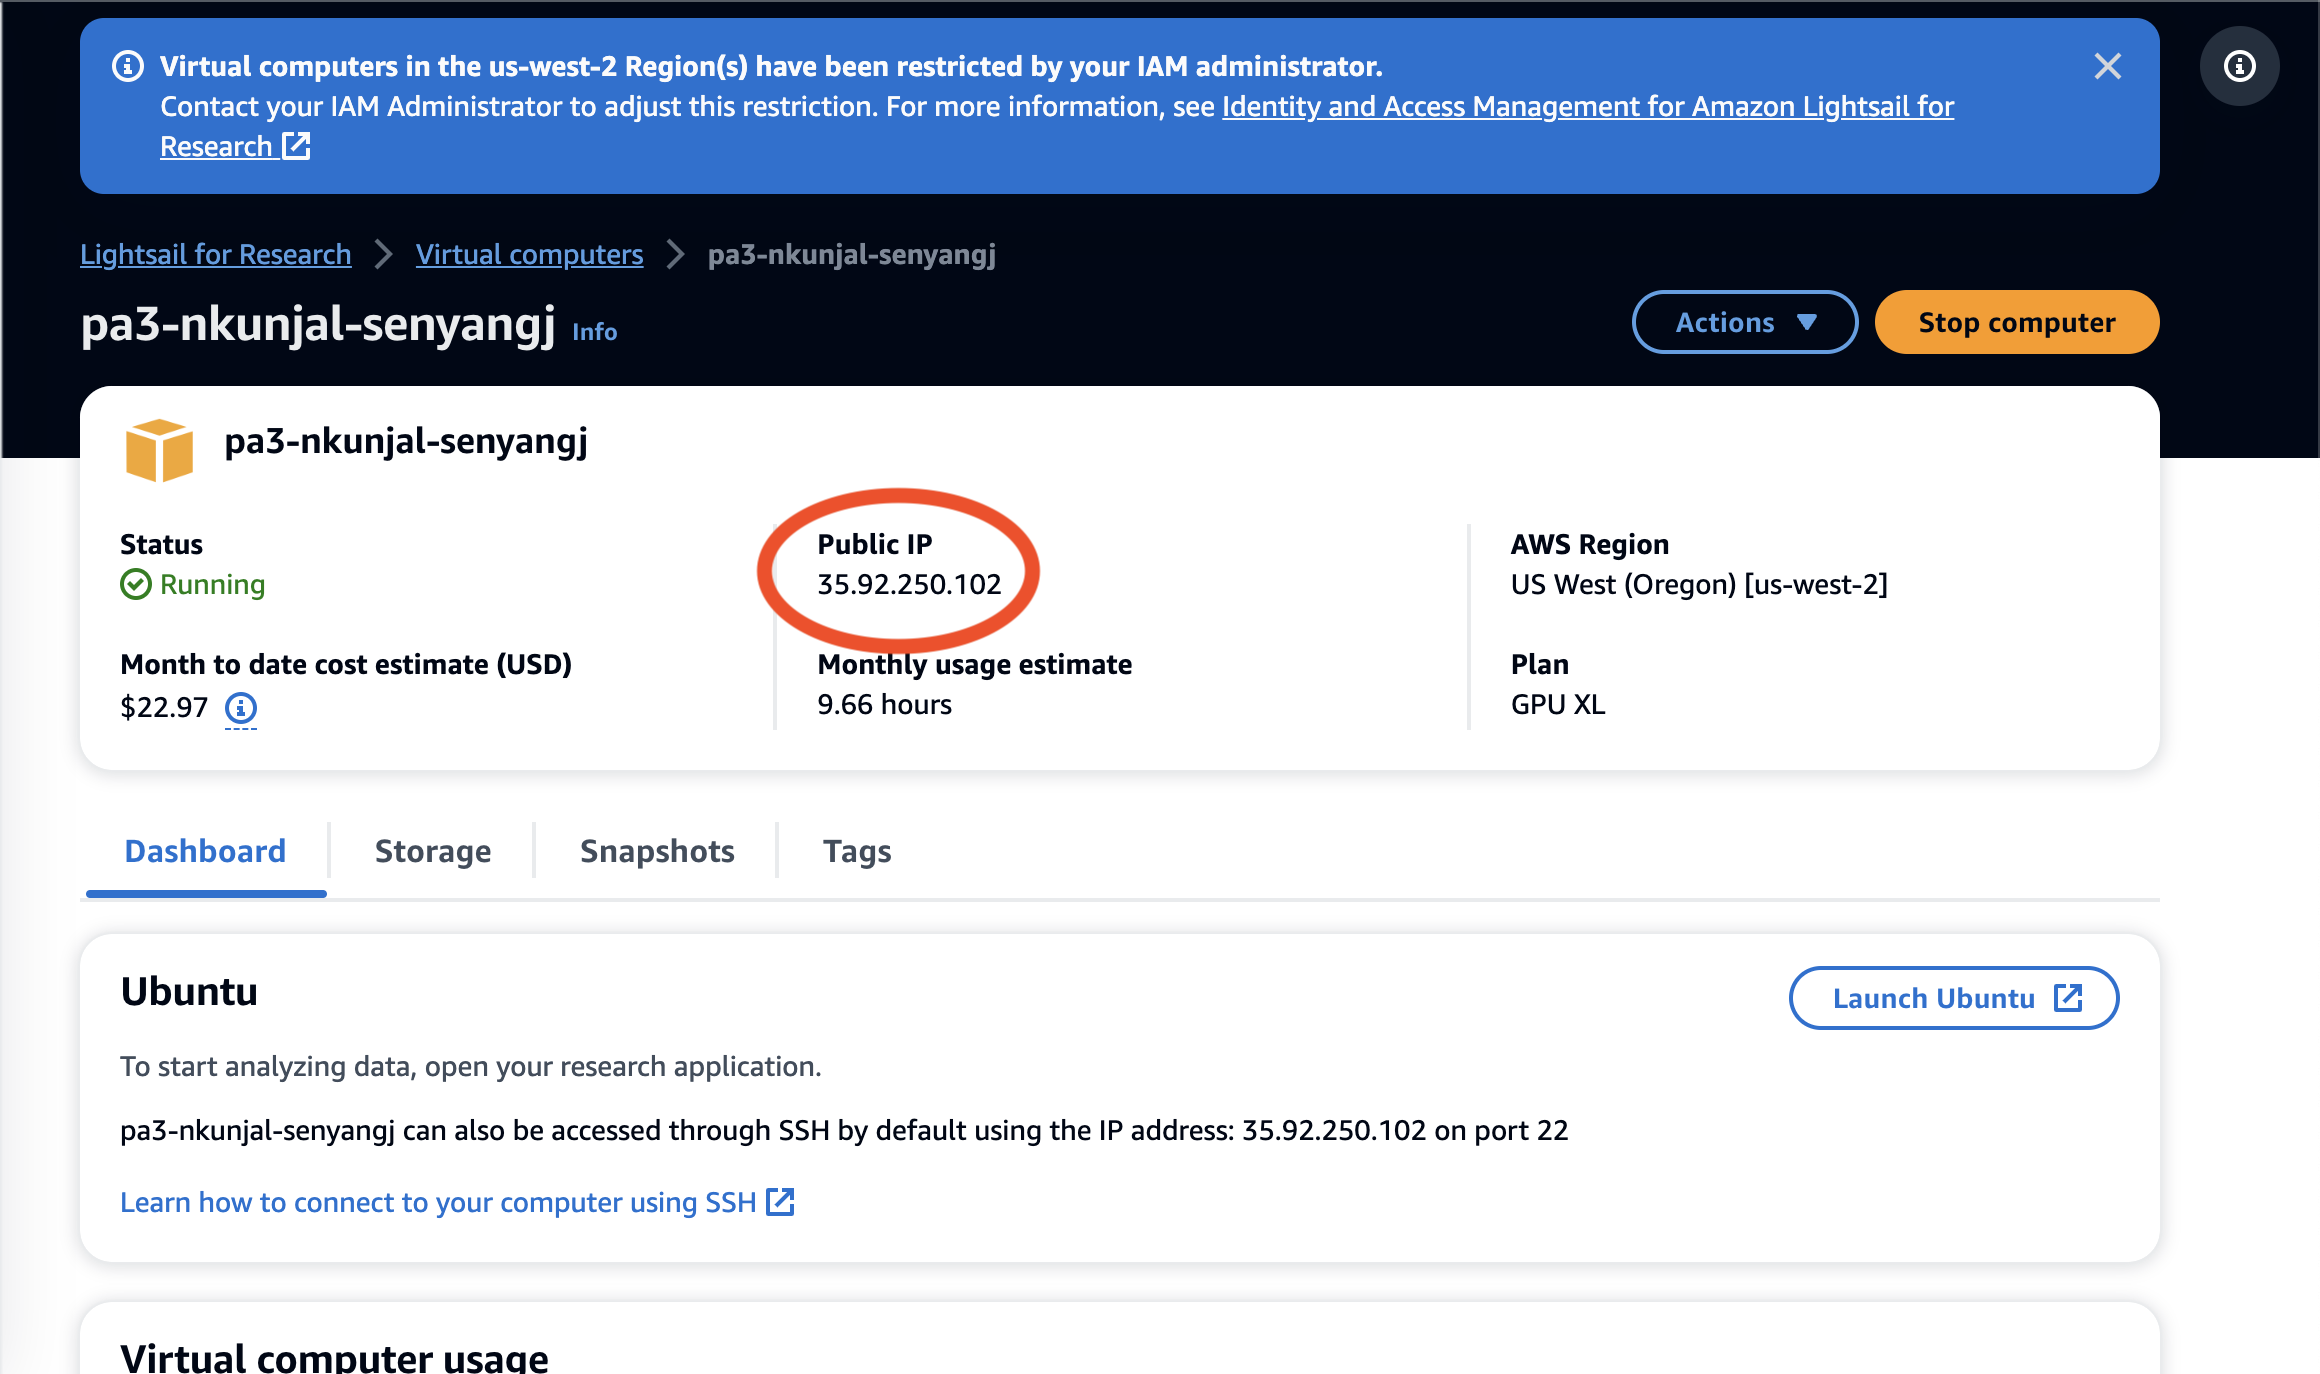 Virtual computers in the us-west-2 Region(s) have been restricted by your IAM administrator.
Contact your IAM Administrator to adjust this restriction. For more information, see Identity and Access Management for Amazon Lightsail for
Research
Lightsail for Research > Virtual computers > pa3-nkunjal-senyangj
pa3-nkunjal-senyangj Info
Actions
Stop computer
pa3-nkunjal-senyangj
Status
Running
Public IP
35.92.250.102
AWS Region
US West (Oregon) [us-west-2]
Month to date cost estimate (USD)
$22.97
Monthly usage estimate
9.66 hours
Plan
GPU XL
Dashboard
Storage
Snapshots
Tags
Ubuntu
Launch Ubuntu
To start analyzing data, open your research application.
pa3-nkunjal-senyangj can also be accessed through SSH by default using the IP address: 35.92.250.102 on port 22
Learn how to connect to your computer using SSH
Virtual computer usage